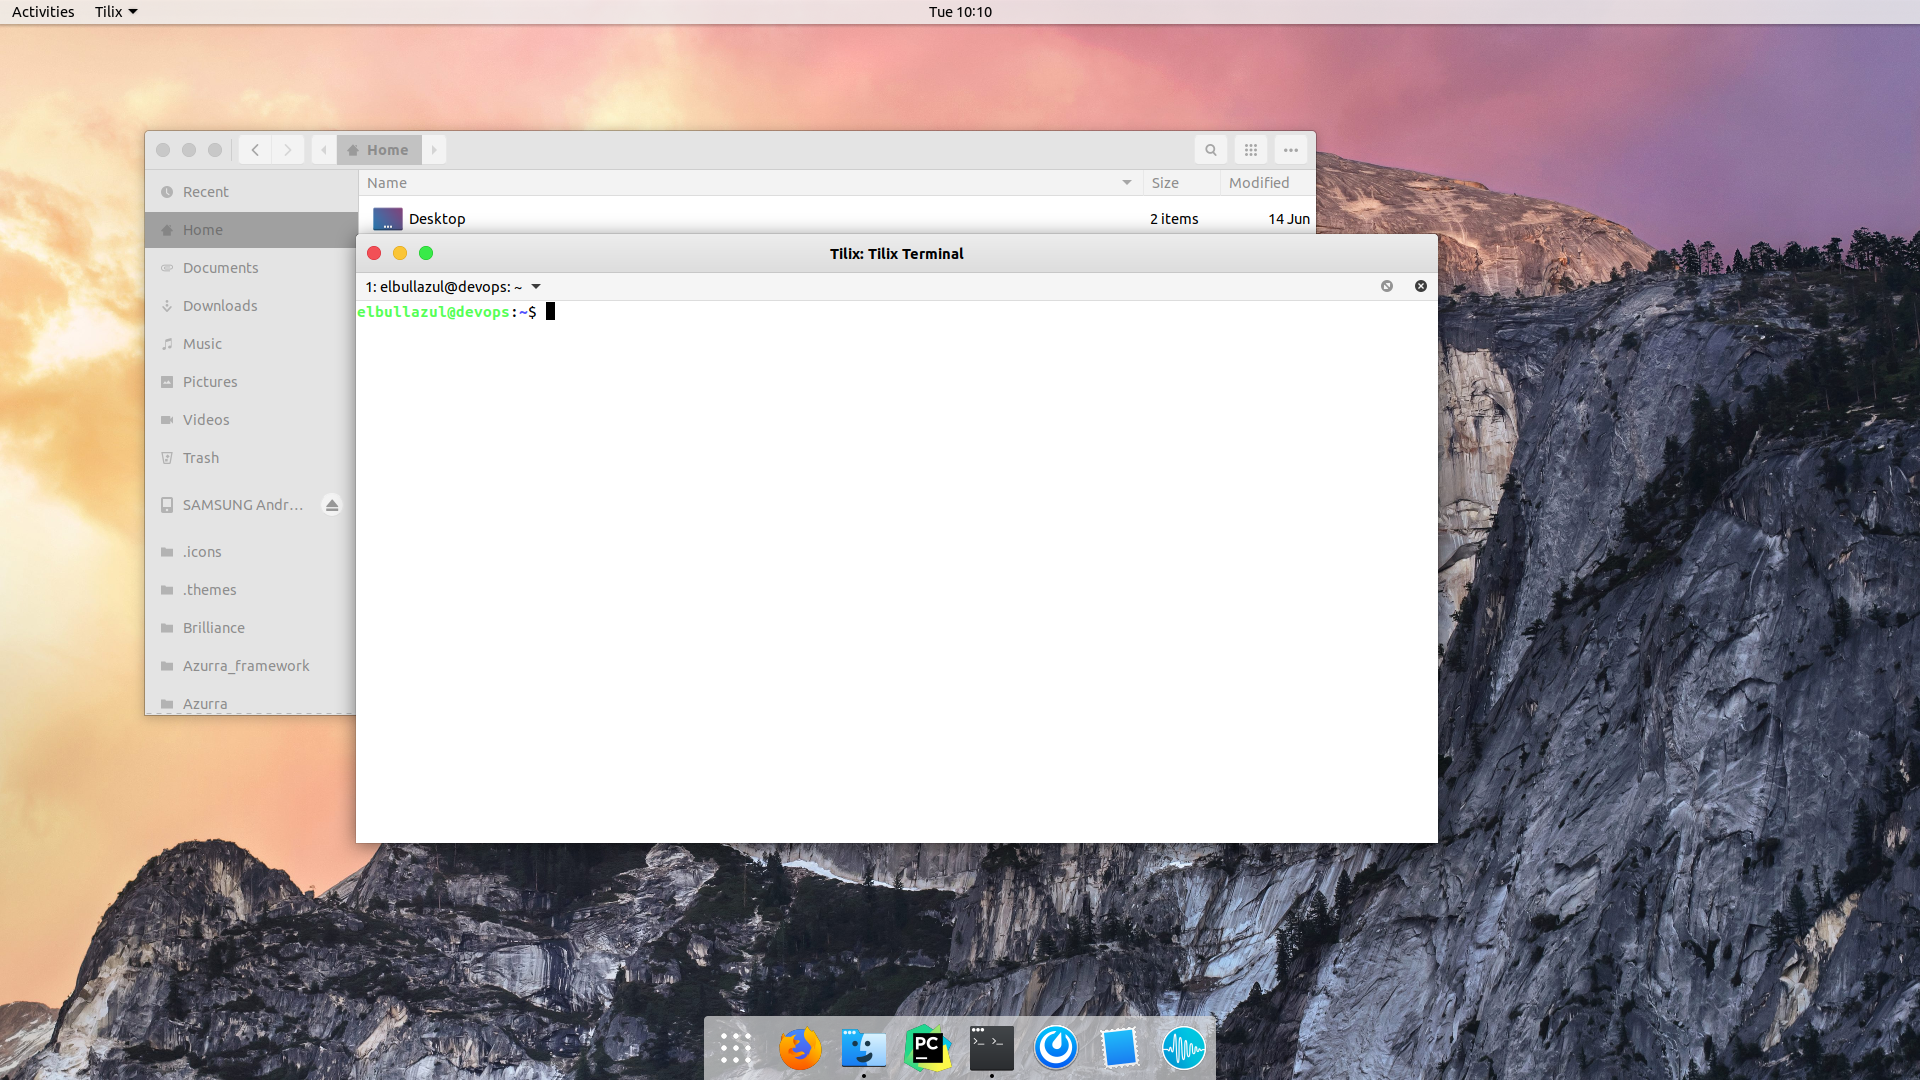 Activities Tilix Tue 10:10
Home
Name Size Modified
Recent
Desktop 2 items 14 Jun
Home
Tilix: Tilix Terminal
Documents
1: elbullazul@devops: ~
Downloads
elbullazul@devops:~$
Music
Pictures
Videos
Trash
SAMSUNG Andr...
.icons
.themes
Brilliance
Azurra_framework
Azurra
PC